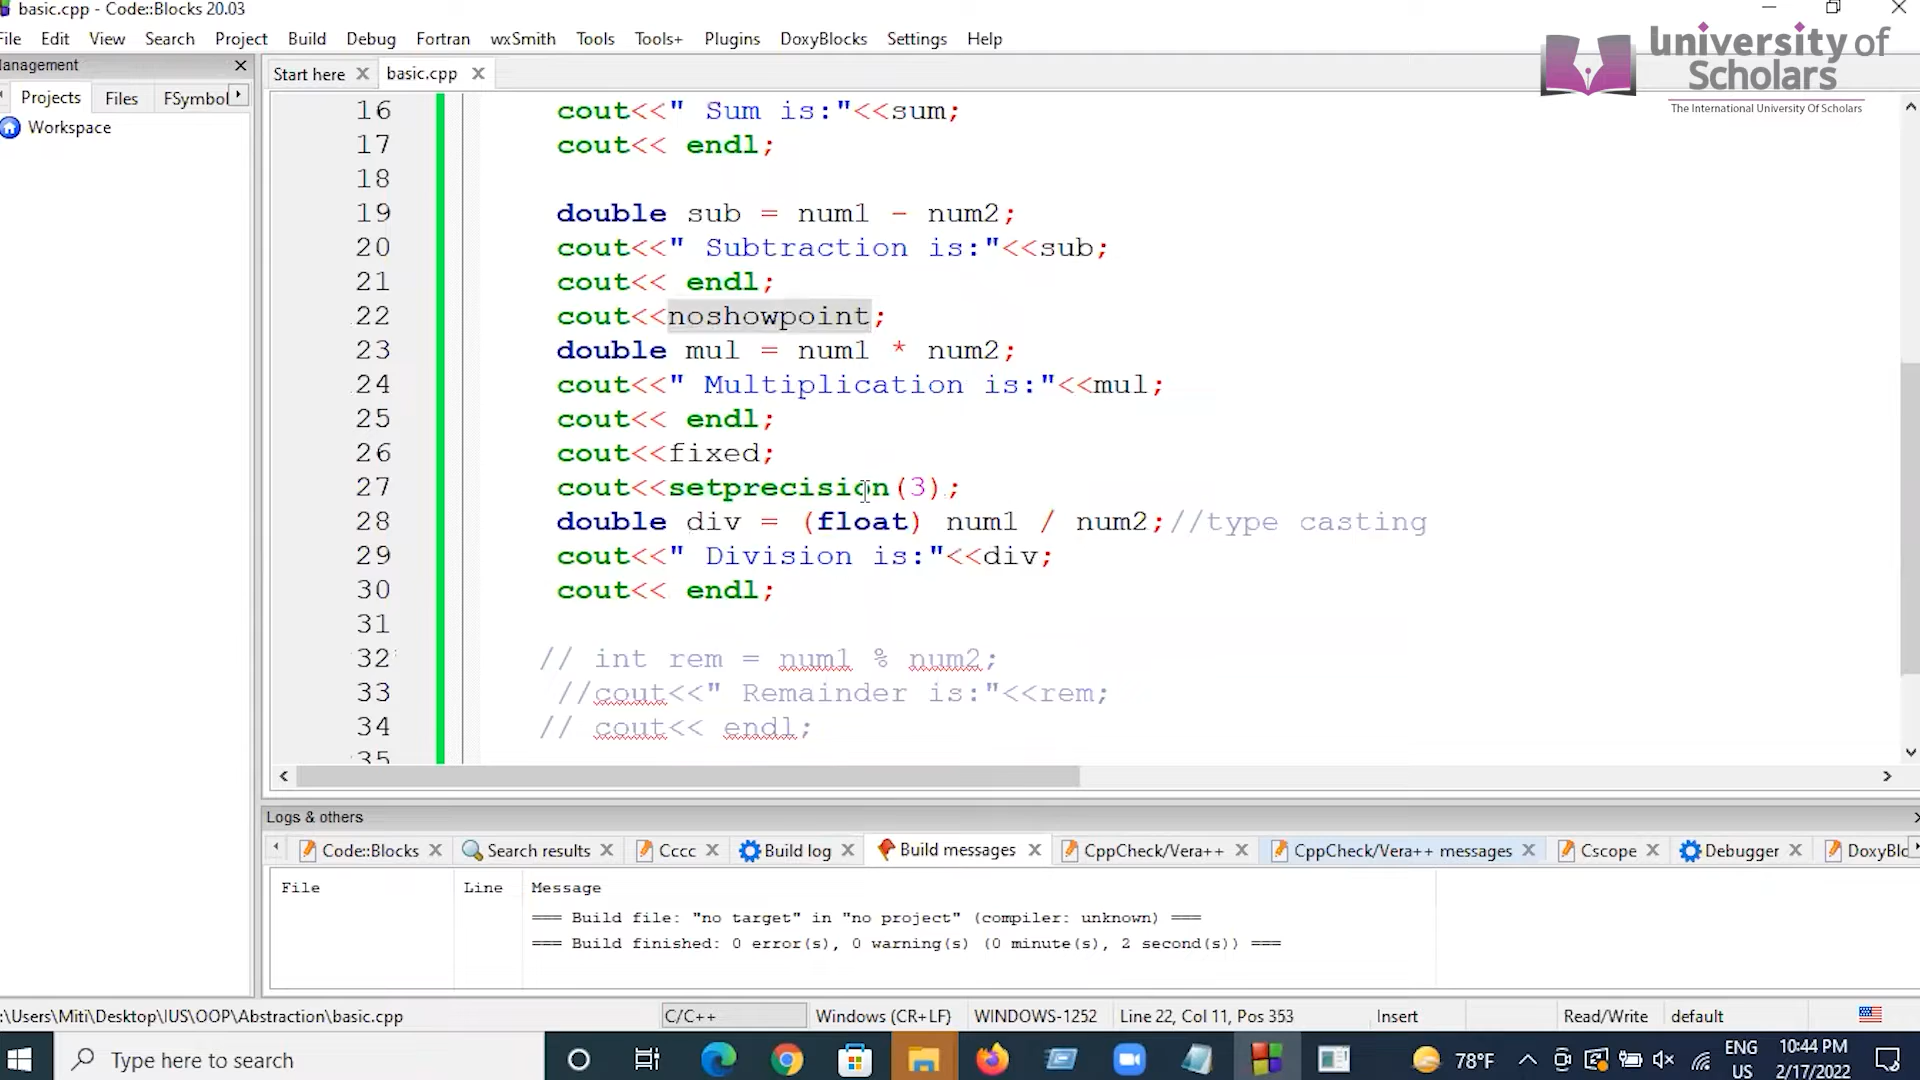 basic.cpp - Code::Blocks 20.03
University of
Scholars
The International University Of Scholars
File Edit View Search Project Build Debug Fortran wxSmith Tools Tools+ Plugins DoxyBlocks Settings Help
anagement
Start here basic.cpp
Projects Files FSymbol
Workspace
16 cout<<" Sum is:"<<sum;
17 cout<< endl;
18
19 double sub = num1 - num2;
20 cout<<" Subtraction is:"<<sub;
21 cout<< endl;
22 cout<<noshowpoint;
23 double mul = num1 * num2;
24 cout<<" Multiplication is:"<<mul;
25 cout<< endl;
26 cout<<fixed;
27 cout<<setprecision(3);
28 double div = (float) num1 / num2;//type casting
29 cout<<" Division is:"<<div;
30 cout<< endl;
31
32 // int rem = num1 % num2;
33 //cout<<" Remainder is:"<<rem;
34 // cout<< endl;
35
Logs & others
Code::Blocks Search results Cccc Build log Build messages CppCheck/Vera++ CppCheck/Vera++ messages Cscope Debugger DoxyBlo
File Line Message
=== Build file: "no target" in "no project" (compiler: unknown) ===
=== Build finished: 0 error(s), 0 warning(s) (0 minute(s), 2 second(s)) ===
:\Users\Miti\Desktop\IUS\OOP\Abstraction\basic.cpp C/C++ Windows (CR+LF) WINDOWS-1252 Line 22, Col 11, Pos 353 Insert Read/Write default
Type here to search 78°F ENG US 10:44 PM 2/17/2022